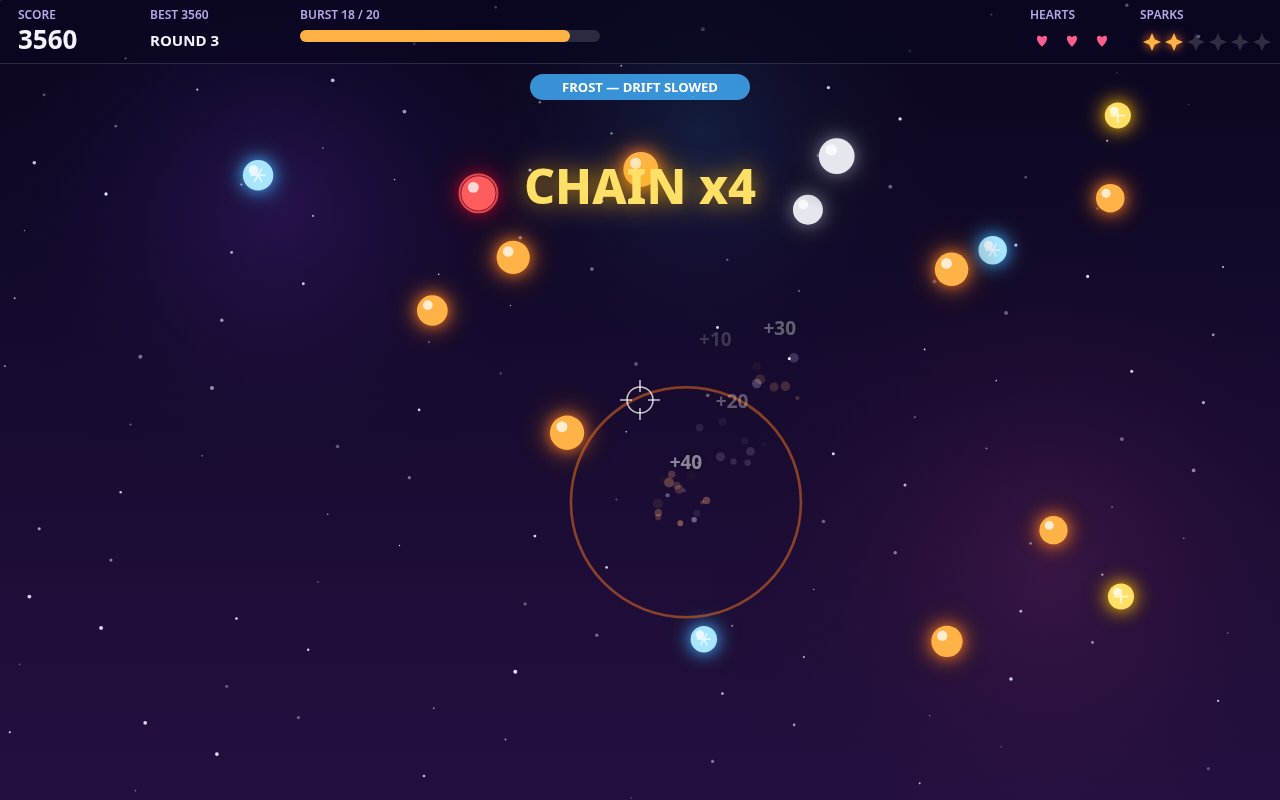 SCORE
3560
BEST 3560
ROUND 3
BURST 18 / 20
HEARTS
SPARKS
FROST — DRIFT SLOWED
CHAIN x4
+10
+30
+20
+40